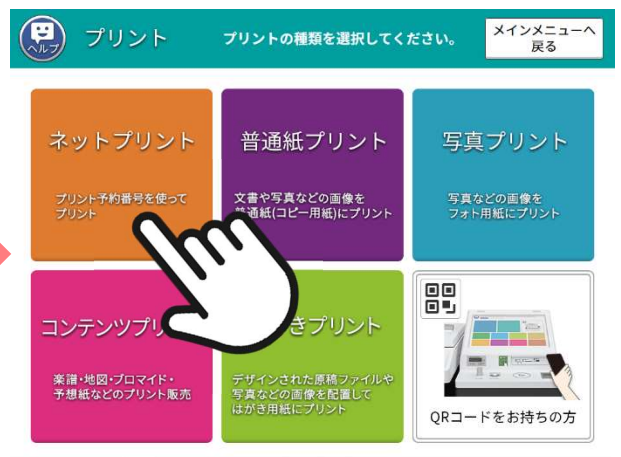 ヘルプ
プリント
プリントの種類を選択してください。
メインメニューへ
戻る
ネットプリント
プリント予約番号を使って
プリント
普通紙プリント
文書や写真などの画像を
普通紙(コピー用紙)にプリント
写真プリント
写真などの画像を
フォト用紙にプリント
コンテンツプリ
楽譜・地図・ブロマイド・
予想紙などのプリント販売
きプリント
デザインされた原稿ファイルや
写真などの画像を配置して
はがき用紙にプリント
QRコードをお持ちの方